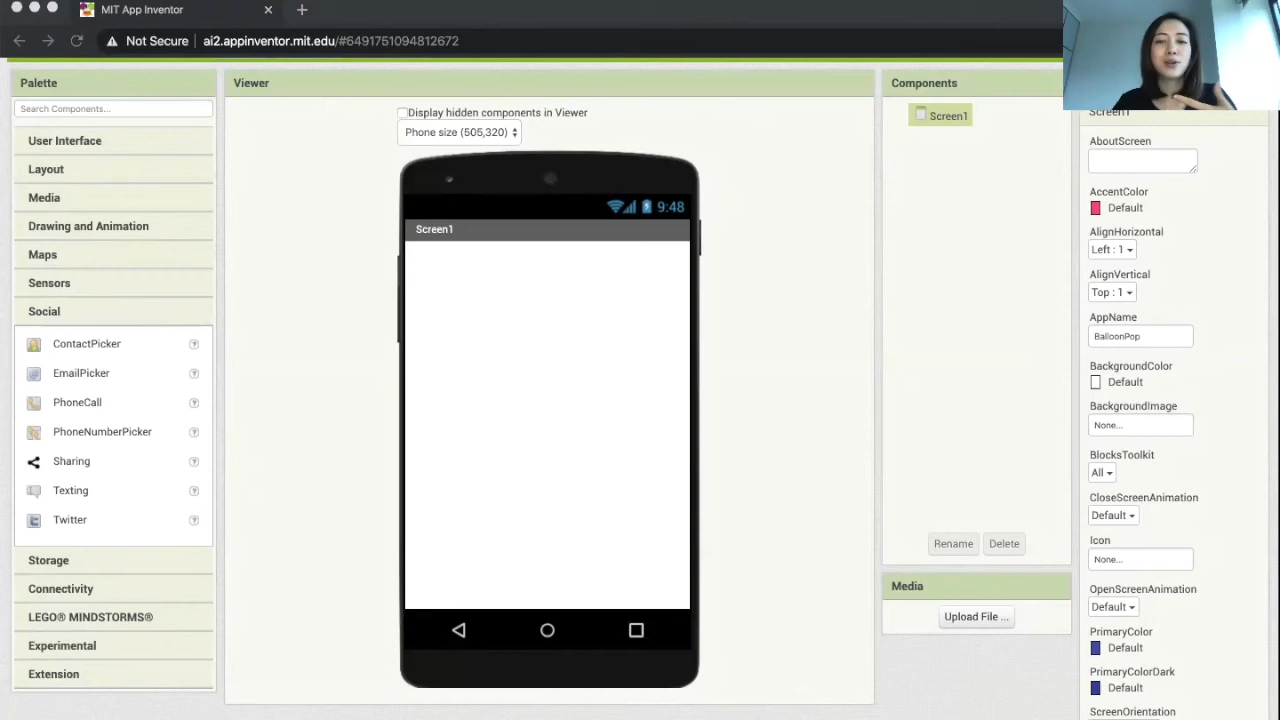 MIT App Inventor
Not Secure
ai2.appinventor.mit.edu/#6491751094812672
Palette
Search Components...
User Interface
Layout
Media
Drawing and Animation
Maps
Sensors
Social
ContactPicker ?
EmailPicker ?
PhoneCall ?
PhoneNumberPicker ?
Sharing ?
Texting ?
Twitter ?
Storage
Connectivity
LEGO® MINDSTORMS®
Experimental
Extension
Viewer
Display hidden components in Viewer
Phone size (505,320)
9:48
Screen1
Components
Screen1
Rename Delete
Media
Upload File ...
Screen1
AboutScreen
AccentColor
Default
AlignHorizontal
Left : 1
AlignVertical
Top : 1
AppName
BalloonPop
BackgroundColor
Default
BackgroundImage
None...
BlocksToolkit
All
CloseScreenAnimation
Default
Icon
None...
OpenScreenAnimation
Default
PrimaryColor
Default
PrimaryColorDark
Default
ScreenOrientation